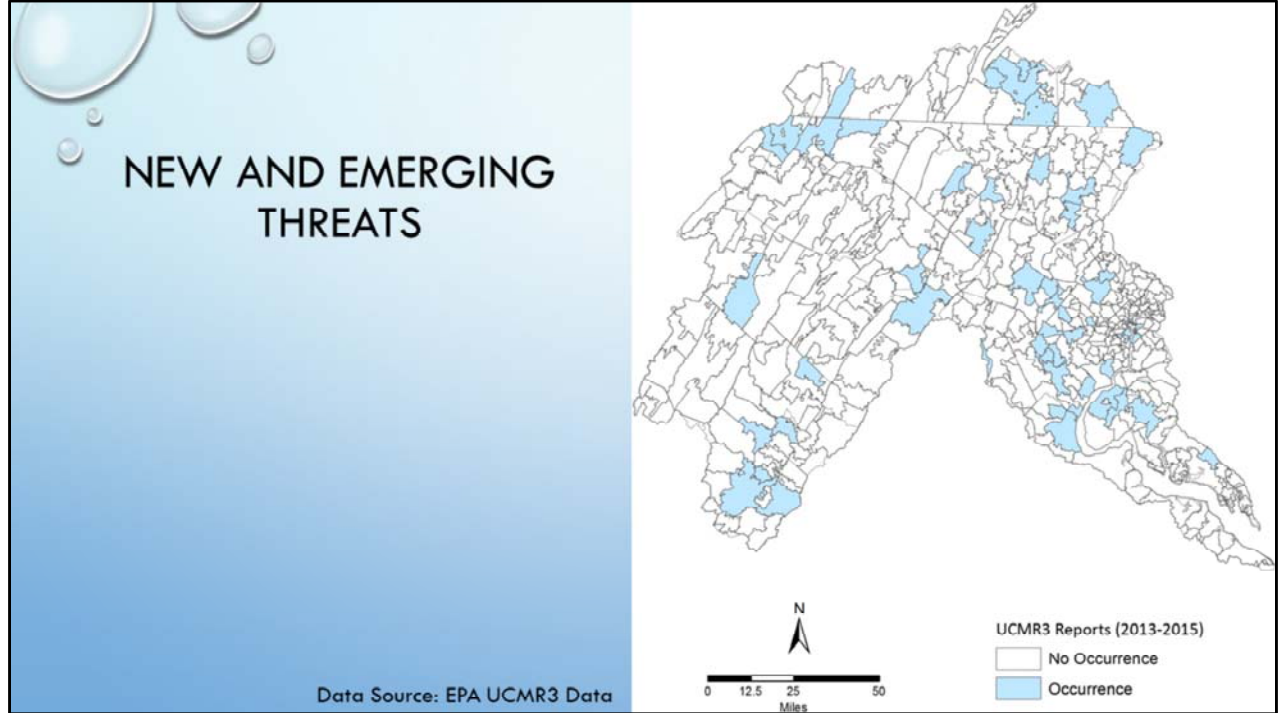 NEW AND EMERGING
THREATS
Data Source: EPA UCMR3 Data
N
0 12.5 25 50
Miles
UCMR3 Reports (2013-2015)
No Occurrence
Occurrence